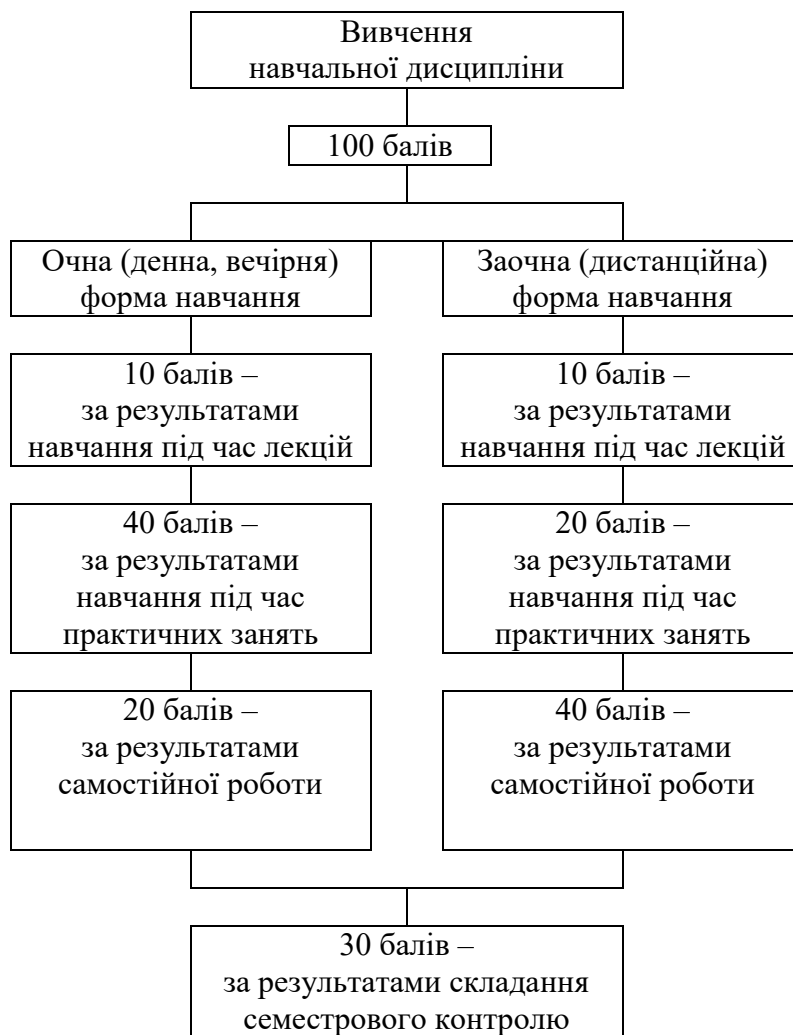 Вивчення
навчальної дисципліни
100 балів
Очна (денна, вечірня)
форма навчання
Заочна (дистанційна)
форма навчання
10 балів –
за результатами
навчання під час лекцій
10 балів –
за результатами
навчання під час лекцій
40 балів –
за результатами
навчання під час
практичних занять
20 балів –
за результатами
навчання під час
практичних занять
20 балів –
за результатами
самостійної роботи
40 балів –
за результатами
самостійної роботи
30 балів –
за результатами складання
семестрового контролю